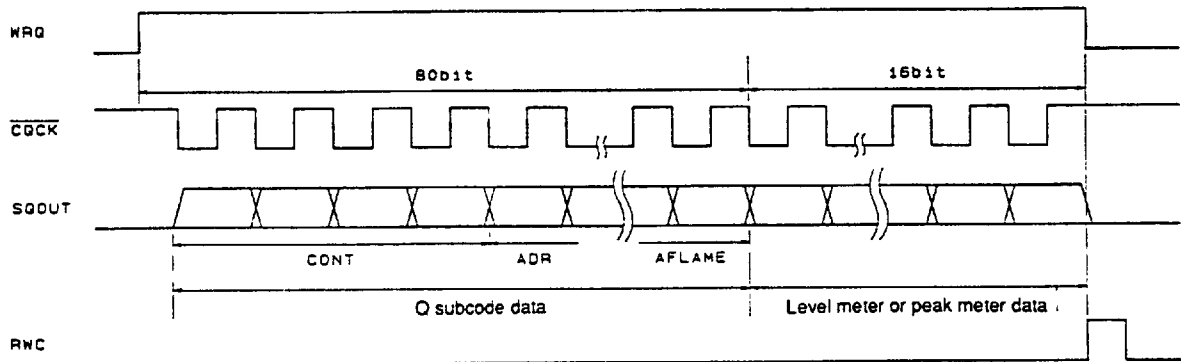 WRQ
80bit 16bit
CQCK
SQOUT
CONT ADR AFLAME
Q subcode data Level meter or peak meter data
RWC